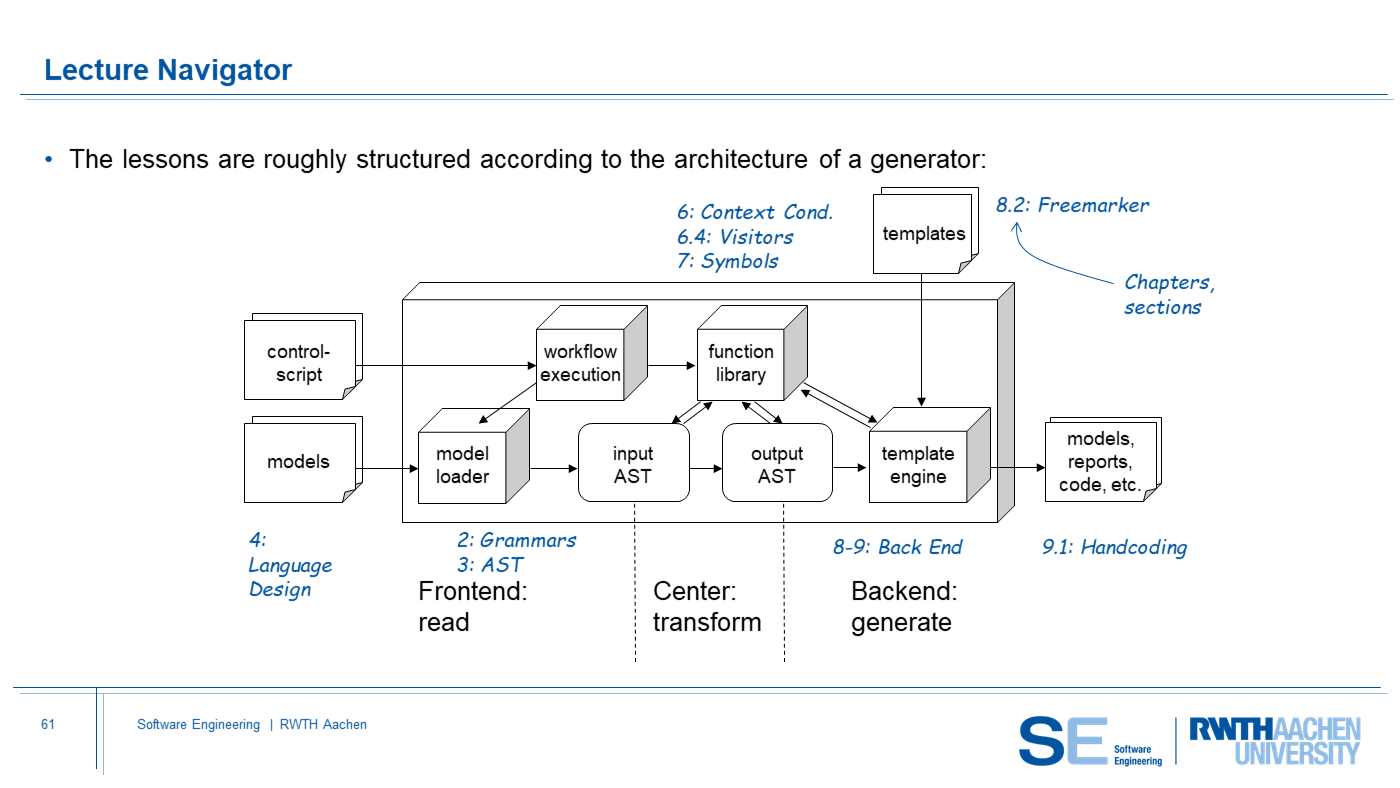 Lecture Navigator
• The lessons are roughly structured according to the architecture of a generator:
6: Context Cond.
6.4: Visitors
7: Symbols
templates
8.2: Freemarker
Chapters,
sections
control-
script
workflow
execution
function
library
models
model
loader
input
AST
output
AST
template
engine
models,
reports,
code, etc.
4:
Language
Design
2: Grammars
3: AST
8-9: Back End
9.1: Handcoding
Frontend:
read
Center:
transform
Backend:
generate
61
Software Engineering | RWTH Aachen
SE Software
Engineering
RWTHAACHEN
UNIVERSITY